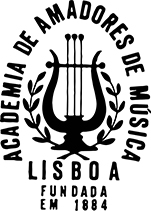 ACADEMIA DE AMADORES DE MÚSICA
LISBOA
FUNDADA
EM 1884